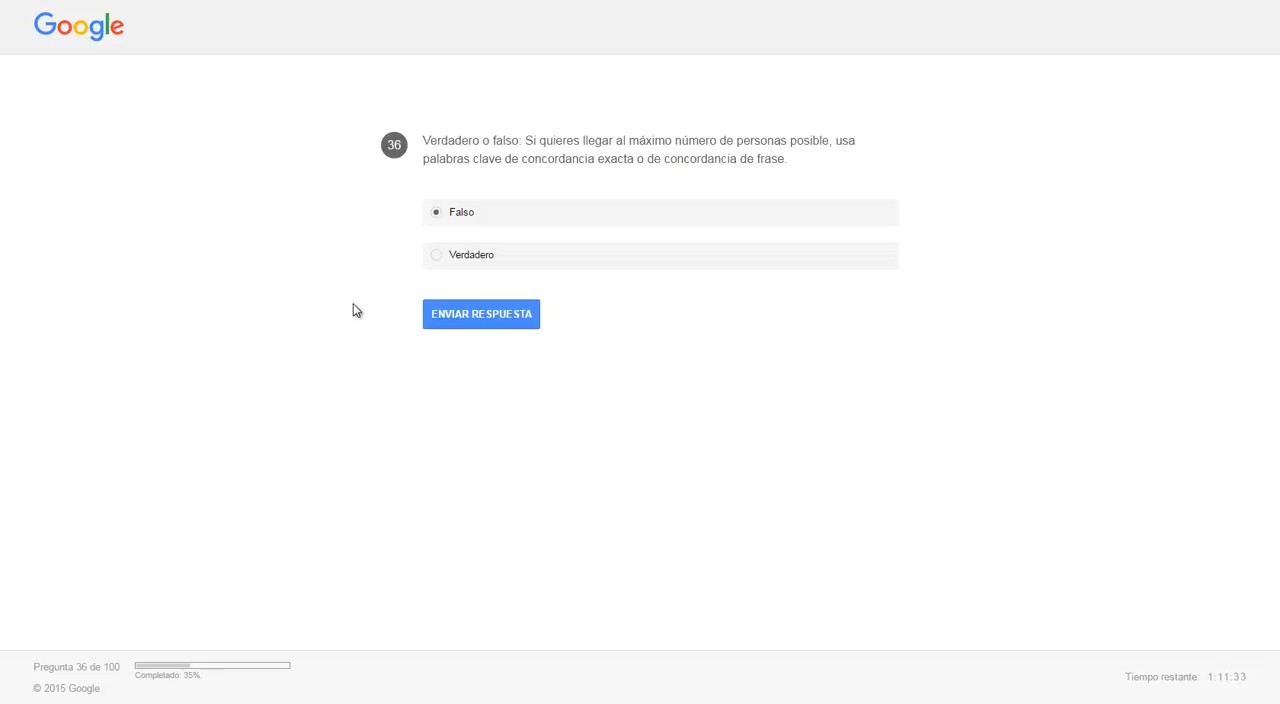 Google
36
Verdadero o falso: Si quieres llegar al máximo número de personas posible, usa
palabras clave de concordancia exacta o de concordancia de frase.
Falso
Verdadero
ENVIAR RESPUESTA
Pregunta 36 de 100
Completado: 35%.
© 2015 Google
Tiempo restante: 1:11:33